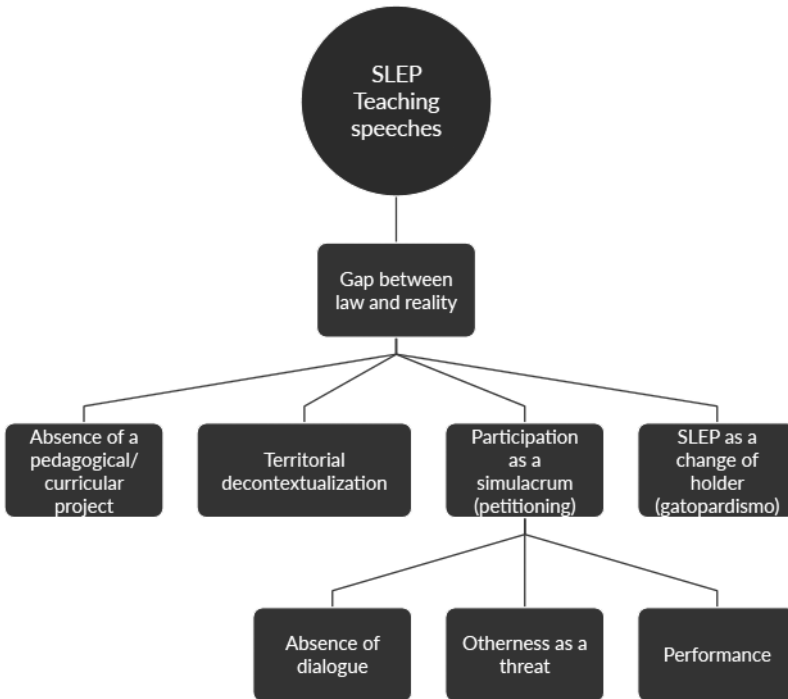 SLEP
Teaching
speeches
Gap between
law and reality
Absence of a
pedagogical/
curricular
project
Territorial
decontextualization
Participation
as a
simulacrum
(petitioning)
SLEP as a
change of
holder
(gatopardismo)
Absence of
dialogue
Otherness as a
threat
Performance